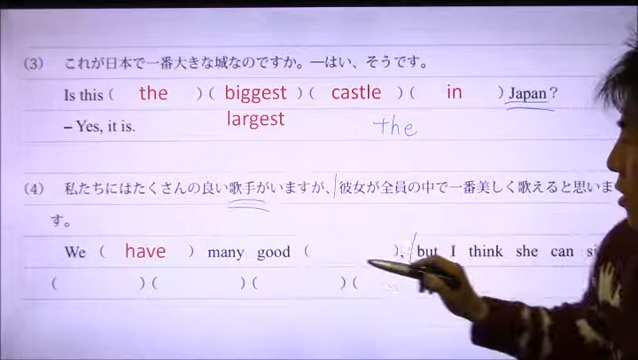 (3) これが日本で一番大きな城なのですか。—はい、そうです。
Is this ( the )( biggest )( castle )( in ) Japan?
largest
– Yes, it is.
the
(4) 私たちにはたくさんの良い歌手がいますが、彼女が全員の中で一番美しく歌えると思いま
す。
We ( have ) many good ( ), but I think she can
( )( )( )(